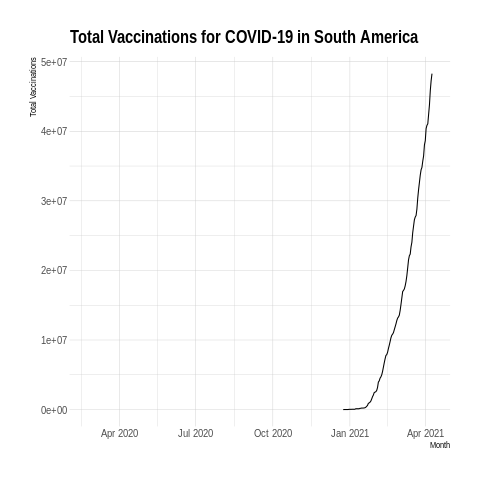 Total Vaccinations for COVID-19 in South America
Total Vaccinations
5e+07
4e+07
3e+07
2e+07
1e+07
0e+00
Apr 2020 Jul 2020 Oct 2020 Jan 2021 Apr 2021
Month